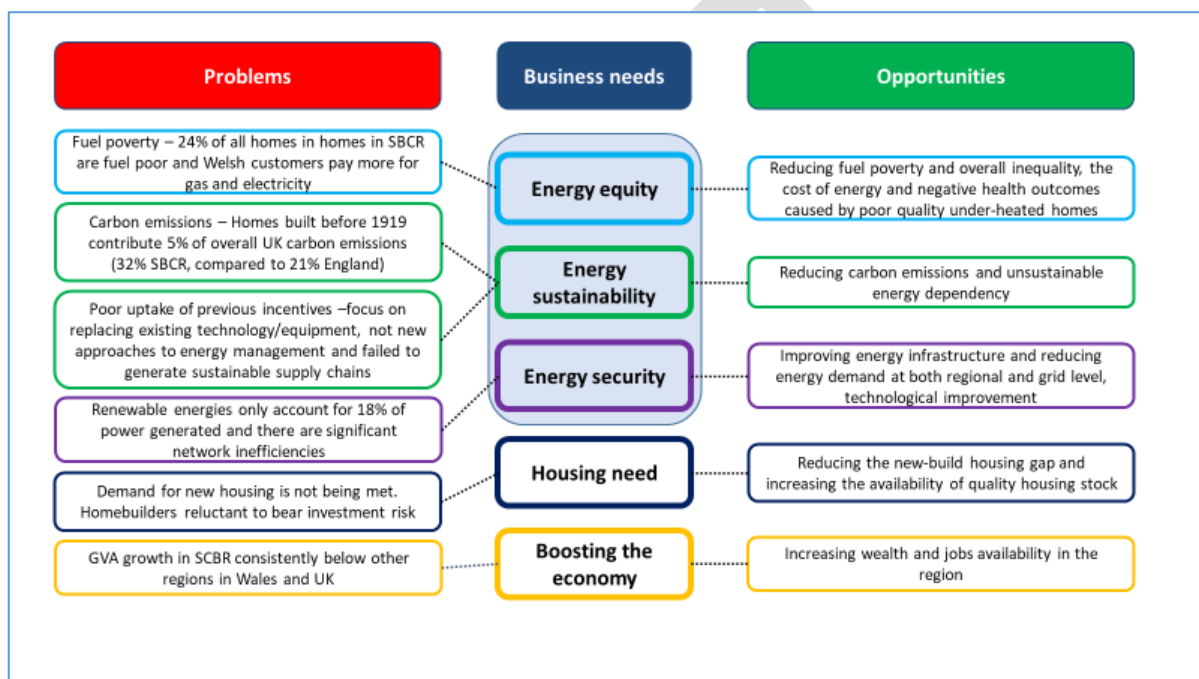 Problems
Business needs
Opportunities
Fuel poverty – 24% of all homes in homes in SBCR
are fuel poor and Welsh customers pay more for
gas and electricity
Energy equity
Reducing fuel poverty and overall inequality, the
cost of energy and negative health outcomes
caused by poor quality under-heated homes
Carbon emissions – Homes built before 1919
contribute 5% of overall UK carbon emissions
(32% SBCR, compared to 21% England)
Energy
sustainability
Reducing carbon emissions and unsustainable
energy dependency
Poor uptake of previous incentives –focus on
replacing existing technology/equipment, not new
approaches to energy management and failed to
generate sustainable supply chains
Energy security
Improving energy infrastructure and reducing
energy demand at both regional and grid level,
technological improvement
Renewable energies only account for 18% of
power generated and there are significant
network inefficiencies
Housing need
Reducing the new-build housing gap and
increasing the availability of quality housing stock
Demand for new housing is not being met.
Homebuilders reluctant to bear investment risk
GVA growth in SCBR consistently below other
regions in Wales and UK
Boosting the
economy
Increasing wealth and jobs availability in the
region